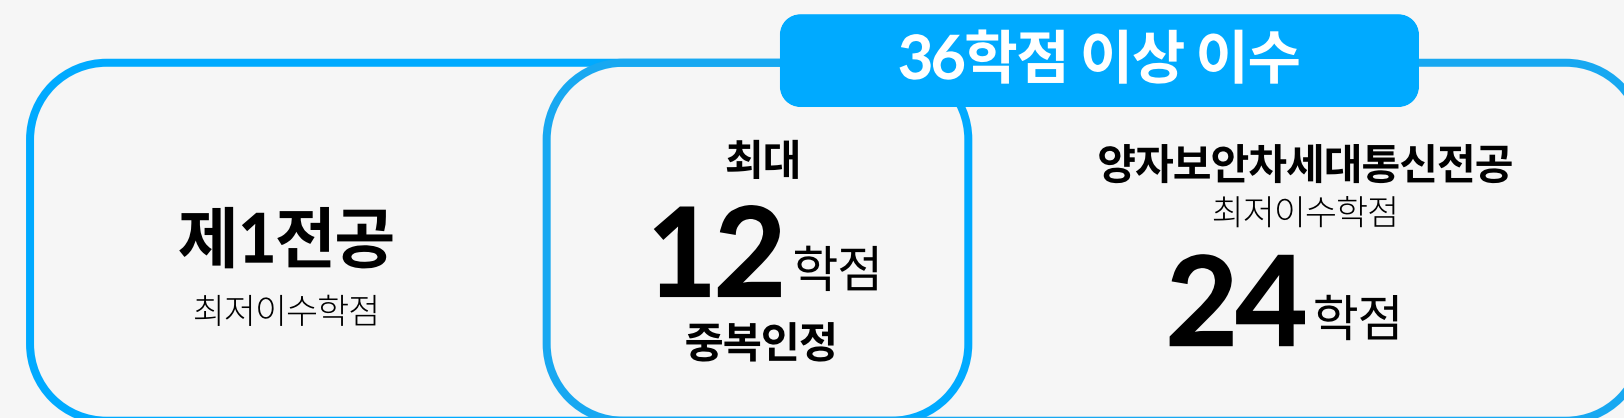 36학점 이상 이수
제1전공
최저이수학점
최대
12 학점
중복인정
양자보안차세대통신전공
최저이수학점
24 학점